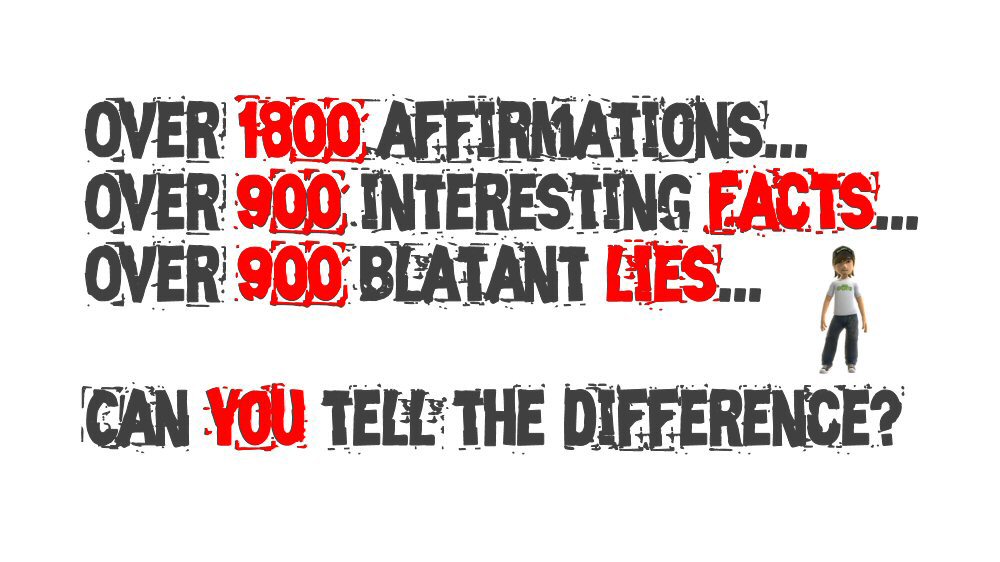 OVER 1800 AFFIRMATIONS...
OVER 900 INTERESTING FACTS...
OVER 900 BLATANT LIES...
CAN YOU TELL THE DIFFERENCE?